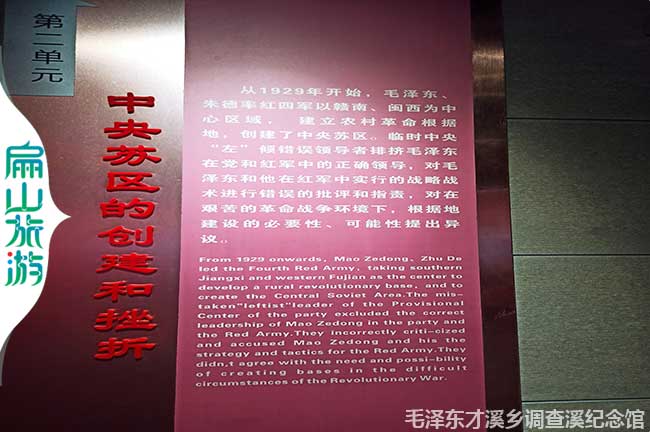 第二单元
中央苏区的创建和挫折
从1929年开始，毛泽东、
朱德率红四军以赣南、闽西为中
心区域， 建立农村革命根据
地，创建了中央苏区。临时中央
“左”倾错误领导者排挤毛泽东
在党和红军中的正确领导，对毛
泽东和他在红军中实行的战略战
术进行错误的批评和指责，对在
艰苦的革命战争环境下，根据地
建设的必要性、可能性提出异
议。
From 1929 onwards, Mao Zedong、Zhu De
led the Fourth Red Army, taking southern
Jiangxi and western Fujian as the center to
develop a rural revolutionary base, and to
create the Central Soviet Area.The mis-
taken"leftist"leader of the Provisional
Center of the party excluded the correct
leadership of Mao Zedong in the party and
the Red Army.They incorrectly criti-cized
and accused Mao Zedong and his the
strategy and tactics for the Red Army.They
didn,t agree with the need and possi-bility
of creating bases in the difficult
circumstances of the Revolutionary War.
扁山旅游
毛泽东才溪乡调查溪纪念馆